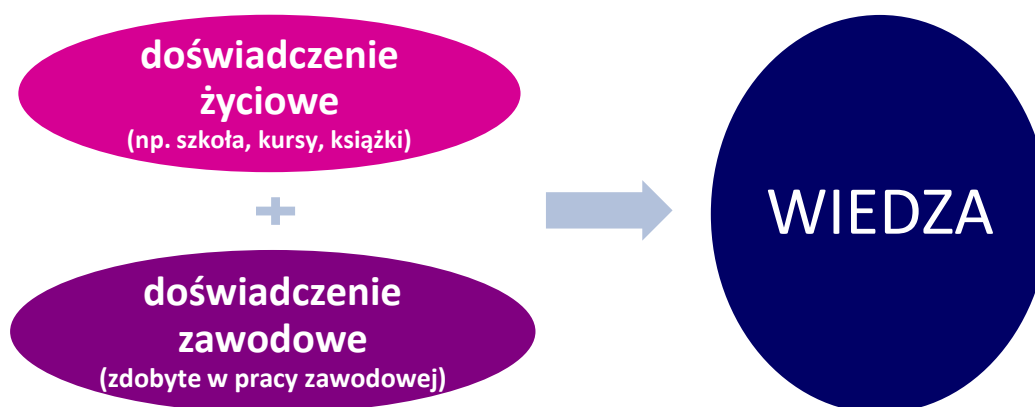 doświadczenie
życiowe
(np. szkoła, kursy, książki)
+
doświadczenie
zawodowe
(zdobyte w pracy zawodowej)
WIEDZA